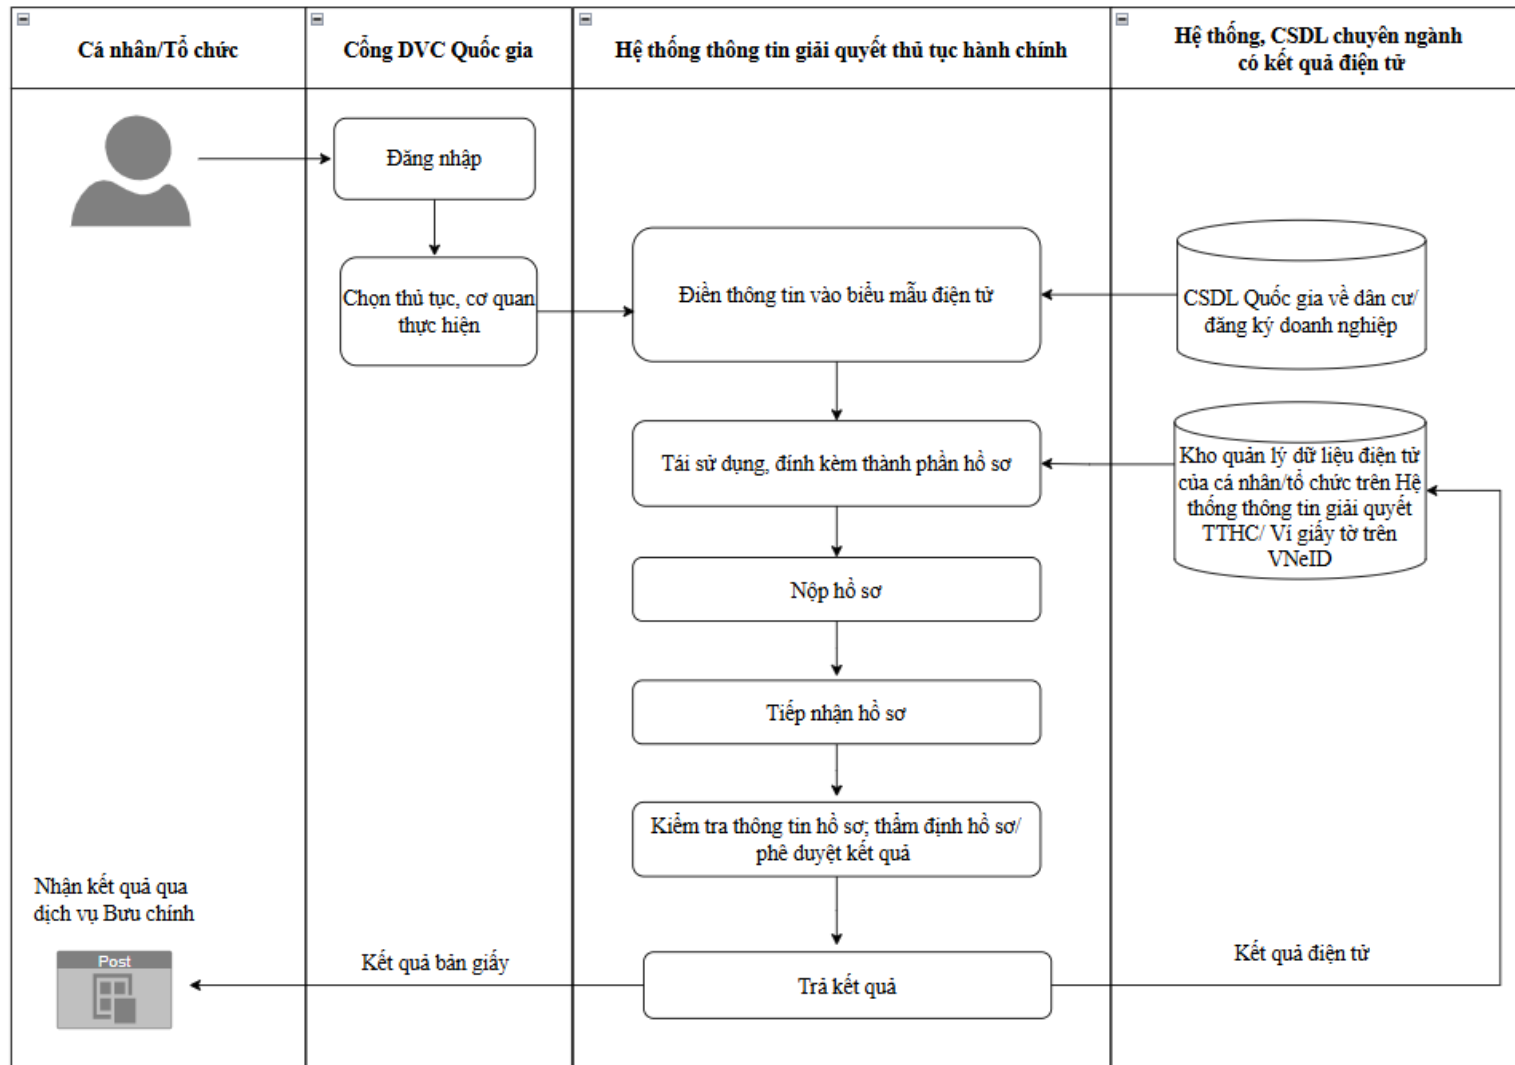 Cá nhân/Tổ chức
Cổng DVC Quốc gia
Hệ thống thông tin giải quyết thủ tục hành chính
Hệ thống, CSDL chuyên ngành
có kết quả điện tử
Đăng nhập
Chọn thủ tục, cơ quan
thực hiện
Điền thông tin vào biểu mẫu điện tử
CSDL Quốc gia về dân cư/
đăng ký doanh nghiệp
Tái sử dụng, đính kèm thành phần hồ sơ
Kho quản lý dữ liệu điện tử
của cá nhân/tổ chức trên Hệ
thống thông tin giải quyết
TTHC/ Ví giấy tờ trên
VNeID
Nộp hồ sơ
Tiếp nhận hồ sơ
Kiểm tra thông tin hồ sơ; thẩm định hồ sơ/
phê duyệt kết quả
Nhận kết quả qua
dịch vụ Bưu chính
Post
Kết quả bản giấy
Trả kết quả
Kết quả điện tử